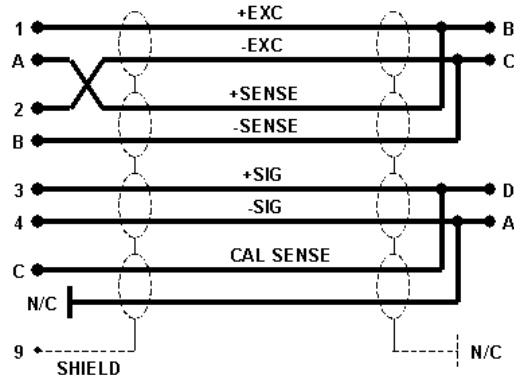 +EXC
1 B
-EXC
A C
+SENSE
2
-SENSE
B
+SIG
3 D
-SIG
4 A
CAL SENSE
C
N/C
9 N/C
SHIELD